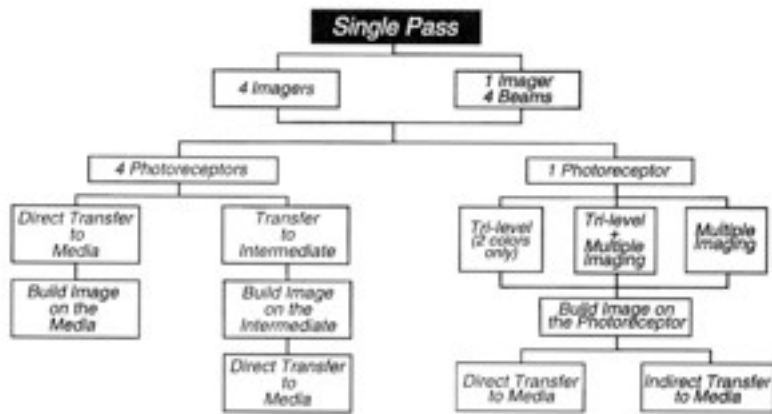 Single Pass
4 Imagers
1 Imager
4 Beams
4 Photoreceptors
1 Photoreceptor
Direct Transfer
to
Media
Transfer
to
Intermediate
Tri-level
(2 colors
only)
Tri-level
+
Multiple
Imaging
Multiple
Imaging
Build Image
on the
Media
Build Image
on the
Intermediate
Build Image on
the Photoreceptor
Direct Transfer
to
Media
Direct Transfer
to Media
Indirect Transfer
to Media